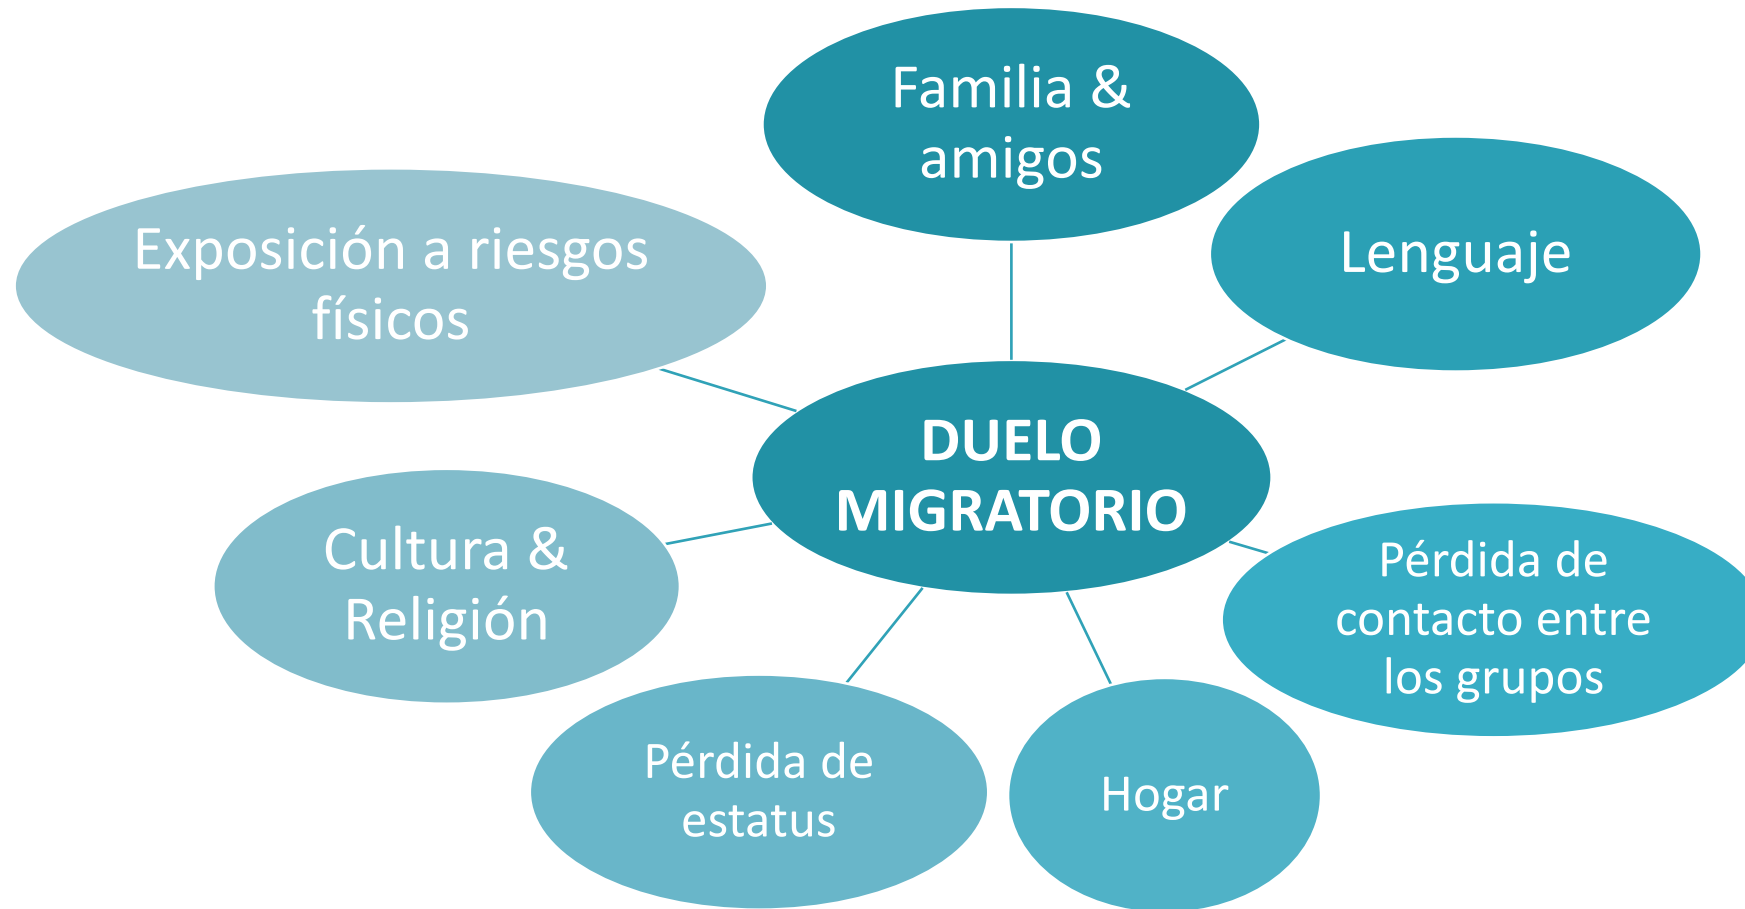 Familia &
amigos
Lenguaje
Exposición a riesgos
físicos
DUELO
MIGRATORIO
Cultura &
Religión
Pérdida de
contacto entre
los grupos
Pérdida de
estatus
Hogar